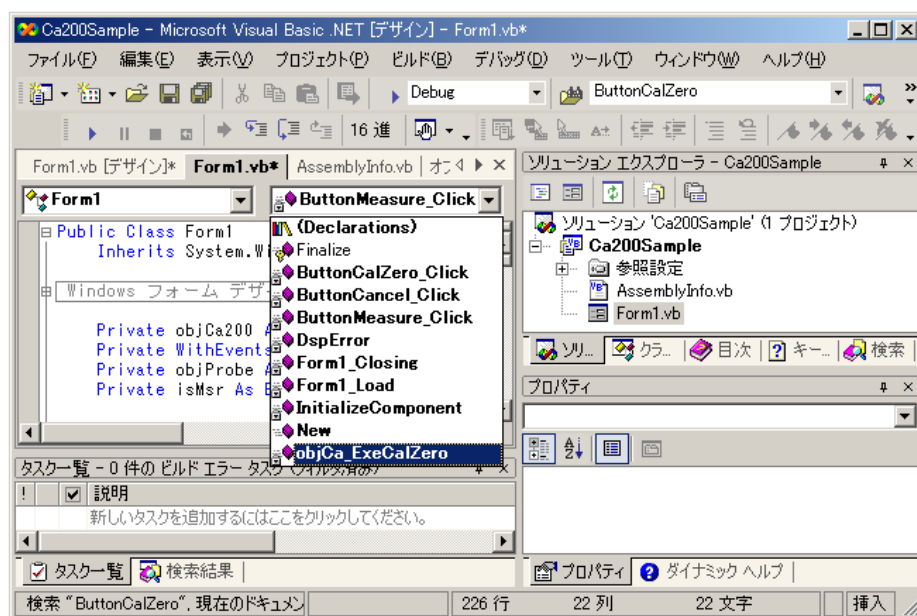 Ca200Sample - Microsoft Visual Basic .NET [デザイン] - Form1.vb*
ファイル(F) 編集(E) 表示(V) プロジェクト(P) ビルド(B) デバッグ(D) ツール(T) ウィンドウ(W) ヘルプ(H)
Debug ButtonCalZero
16 進
Form1.vb [デザイン]* Form1.vb* AssemblyInfo.vb
Form1 ButtonMeasure_Click
Public Class Form1
Inherits System.Wi
Windows フォーム デザ
Private objCa200
Private WithEvents
Private objProbe
Private isMsr As
(Declarations)
Finalize
ButtonCalZero_Click
ButtonCancel_Click
ButtonMeasure_Click
DspError
Form1_Closing
Form1_Load
InitializeComponent
New
objCa_ExeCalZero
タスク一覧 - 0 件のビルド エラー タスク
! 説明
新しいタスクを追加するにはここをクリックしてください。
タスク一覧 検索結果
ソリューション エクスプローラ - Ca200Sample
ソリューション 'Ca200Sample' (1 プロジェクト)
Ca200Sample
参照設定
AssemblyInfo.vb
Form1.vb
ソリ... クラ... 目次 キー... 検索
プロパティ
プロパティ ダイナミック ヘルプ
検索 "ButtonCalZero", 現在のドキュメン 226 行 22 列 22 文字 挿入